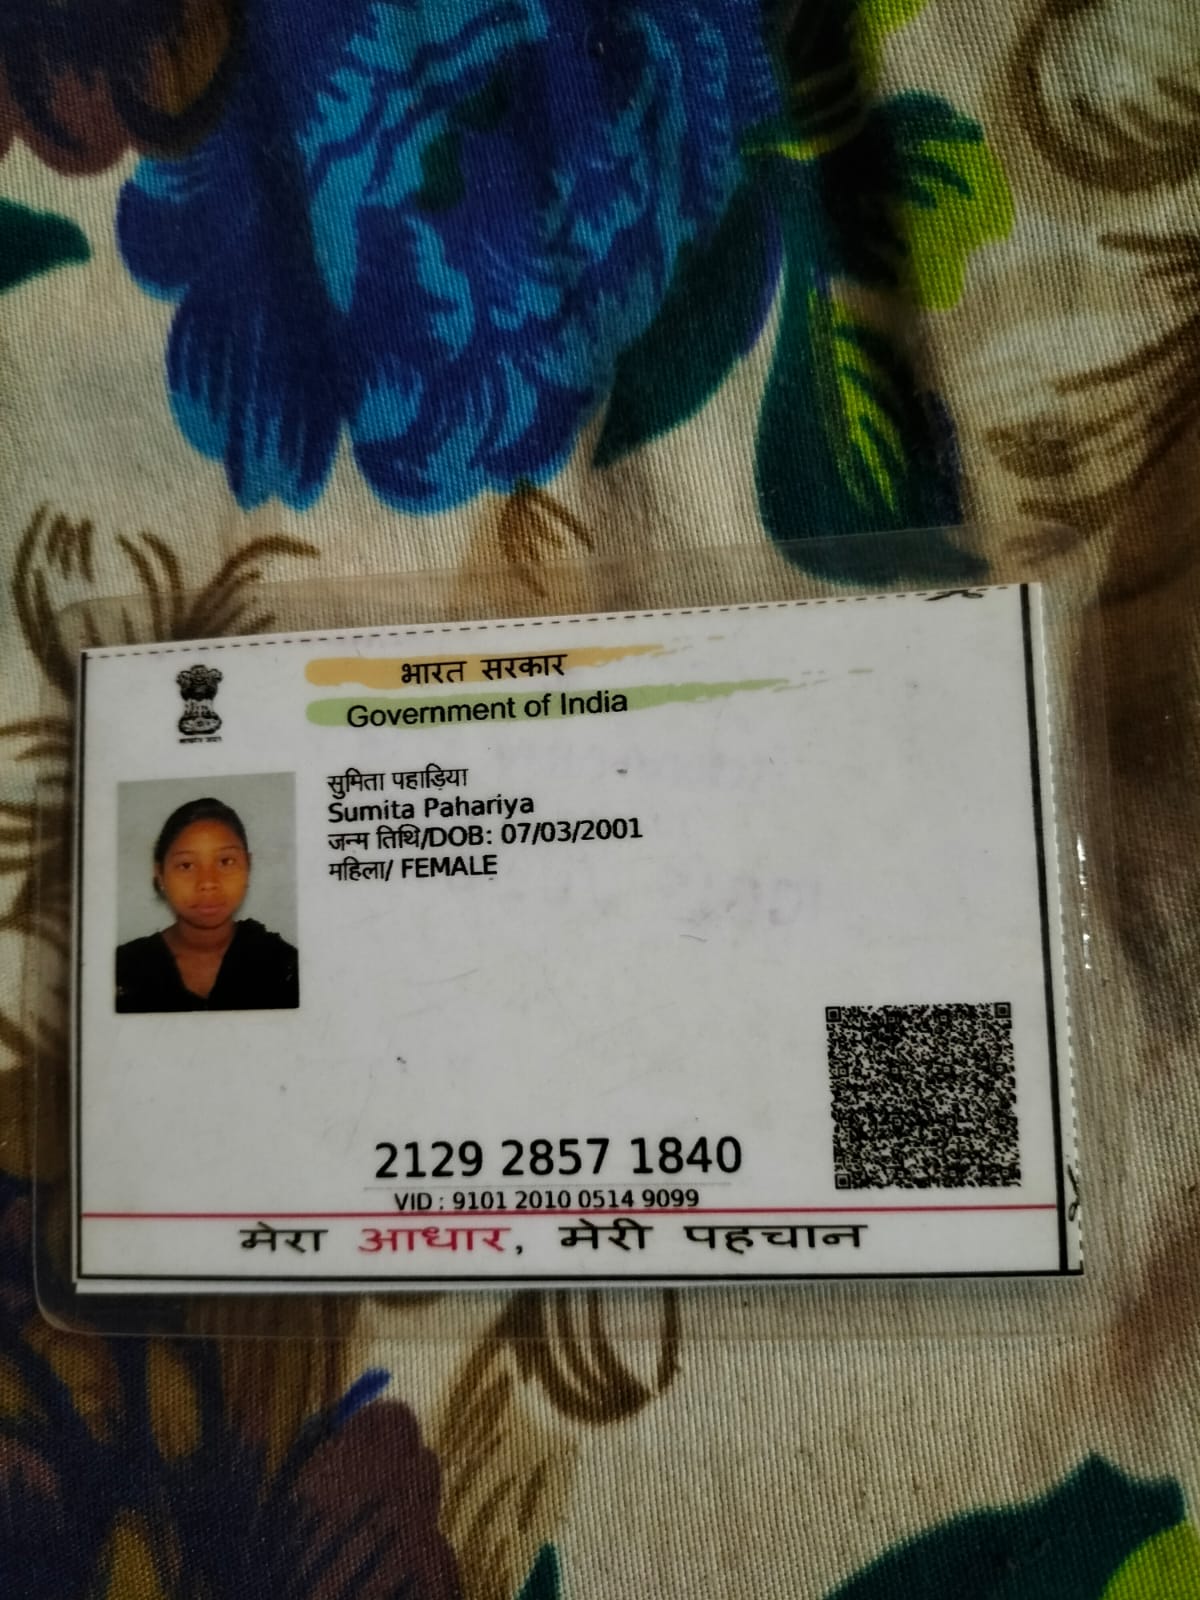 भारत सरकार
Government of India
सुमिता पहाड़िया
Sumita Pahariya
जन्म तिथि/DOB: 07/03/2001
महिला/ FEMALE
2129 2857 1840
VID : 9101 2010 0514 9099
मेरा आधार, मेरी पहचान